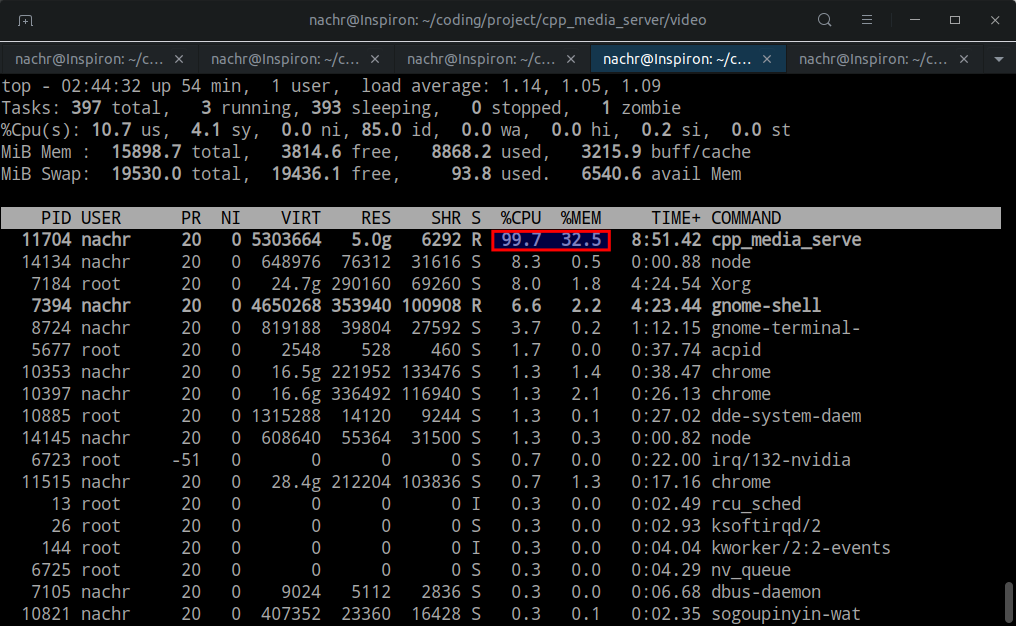 nachr@Inspiron: ~/coding/project/cpp_media_server/video
nachr@Inspiron: ~/c... × nachr@Inspiron: ~/c... × nachr@Inspiron: ~/c... × nachr@Inspiron: ~/c... × nachr@Inspiron: ~/c... ×
top - 02:44:32 up 54 min,  1 user,  load average: 1.14, 1.05, 1.09
Tasks: 397 total,   3 running, 393 sleeping,   0 stopped,   1 zombie
%Cpu(s): 10.7 us,  4.1 sy,  0.0 ni, 85.0 id,  0.0 wa,  0.0 hi,  0.2 si,  0.0 st
MiB Mem :  15898.7 total,   3814.6 free,   8868.2 used,   3215.9 buff/cache
MiB Swap:  19530.0 total,  19436.1 free,     93.8 used.   6540.6 avail Mem
PID USER      PR  NI    VIRT    RES    SHR S  %CPU  %MEM     TIME+ COMMAND
11704 nachr     20   0 5303664   5.0g   6292 R  99.7  32.5   8:51.42 cpp_media_serve
14134 nachr     20   0  648976  76312  31616 S   8.3   0.5   0:00.88 node
7184 nachr     20   0   24.7g 290160  69260 S   8.0   1.8   4:24.54 Xorg
7394 nachr     20   0 4650268 353940 100908 R   6.6   2.2   4:23.44 gnome-shell
8724 nachr     20   0  819188  39804  27592 S   3.7   0.2   1:12.15 gnome-terminal-
5677 root      20   0    2548    528    460 S   1.7   0.0   0:37.74 acpid
10353 nachr     20   0   16.5g 221952 133476 S   1.3   1.4   0:38.47 chrome
10397 nachr     20   0   16.6g 336492 116940 S   1.3   2.1   0:26.13 chrome
10885 root      20   0 1315288  14120   9244 S   1.3   0.1   0:27.02 dde-system-daem
14145 nachr     20   0  608640  55364  31500 S   1.3   0.3   0:00.82 node
6723 root     -51   0       0      0      0 S   0.7   0.0   0:22.00 irq/132-nvidia
11515 nachr     20   0   28.4g 212204 103836 S   0.7   1.3   0:17.16 chrome
13 root      20   0       0      0      0 I   0.3   0.0   0:02.49 rcu_sched
26 root      20   0       0      0      0 S   0.3   0.0   0:02.93 ksoftirqd/2
144 root      20   0       0      0      0 I   0.3   0.0   0:04.04 kworker/2:2-events
6725 root      20   0       0      0      0 S   0.3   0.0   0:04.29 nv_queue
7105 nachr     20   0    9024   5112   2836 S   0.3   0.0   0:06.68 dbus-daemon
10821 nachr     20   0  407352  23360  16428 S   0.3   0.1   0:02.35 sogoupinyin-wat